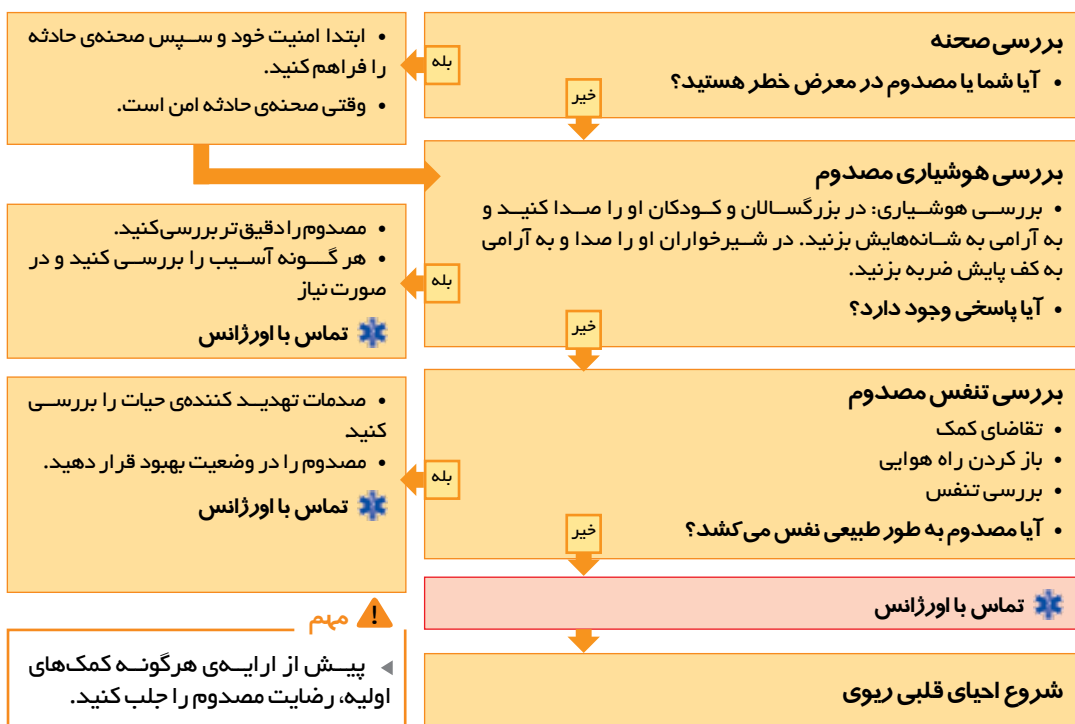 بررسی صحنه
• آیا شما یا مصدوم در معرض خطر هستید؟
بله
خیر
• ابتدا امنیت خود و سپس صحنه‌ی حادثه
را فراهم کنید.
• وقتی صحنه‌ی حادثه امن است.
بررسی هوشیاری مصدوم
• بررسی هوشیاری: در بزرگسالان و کودکان او را صدا کنید و
به آرامی به شانه‌هایش بزنید. در شیرخواران او را صدا و به آرامی
به کف پایش ضربه بزنید.
• آیا پاسخی وجود دارد؟
بله
خیر
• مصدوم را دقیق‌تر بررسی کنید.
• هر گونه آسیب را بررسی کنید و در
صورت نیاز
تماس با اورژانس
بررسی تنفس مصدوم
• تقاضای کمک
• باز کردن راه هوایی
• بررسی تنفس
• آیا مصدوم به طور طبیعی نفس می‌کشد؟
بله
خیر
• صدمات تهدید کننده‌ی حیات را بررسی
کنید
• مصدوم را در وضعیت بهبود قرار دهید.
تماس با اورژانس
تماس با اورژانس
شروع احیای قلبی ریوی
! مهم
پیش از ارایه‌ی هرگونه کمک‌های
اولیه، رضایت مصدوم را جلب کنید.